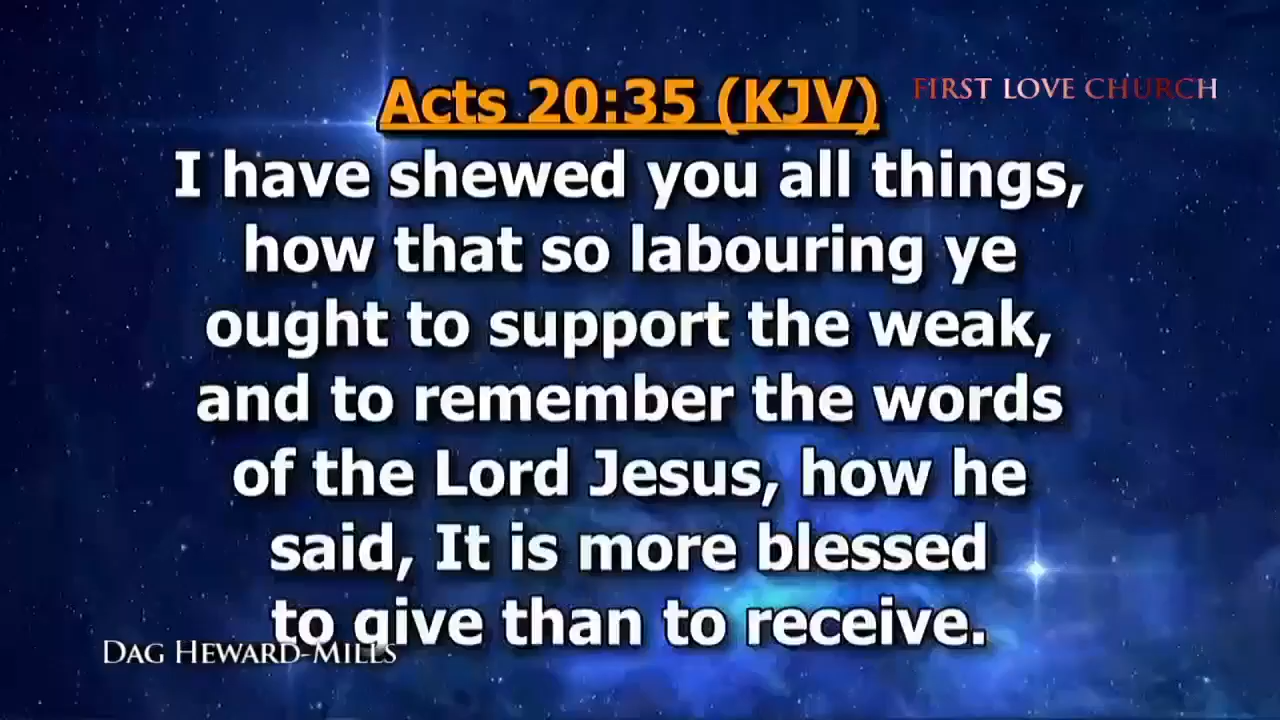 Acts 20:35 (KJV)
FIRST LOVE CHURCH
I have shewed you all things,
how that so labouring ye
ought to support the weak,
and to remember the words
of the Lord Jesus, how he
said, It is more blessed
to give than to receive.
DAG HEWARD-MILLS